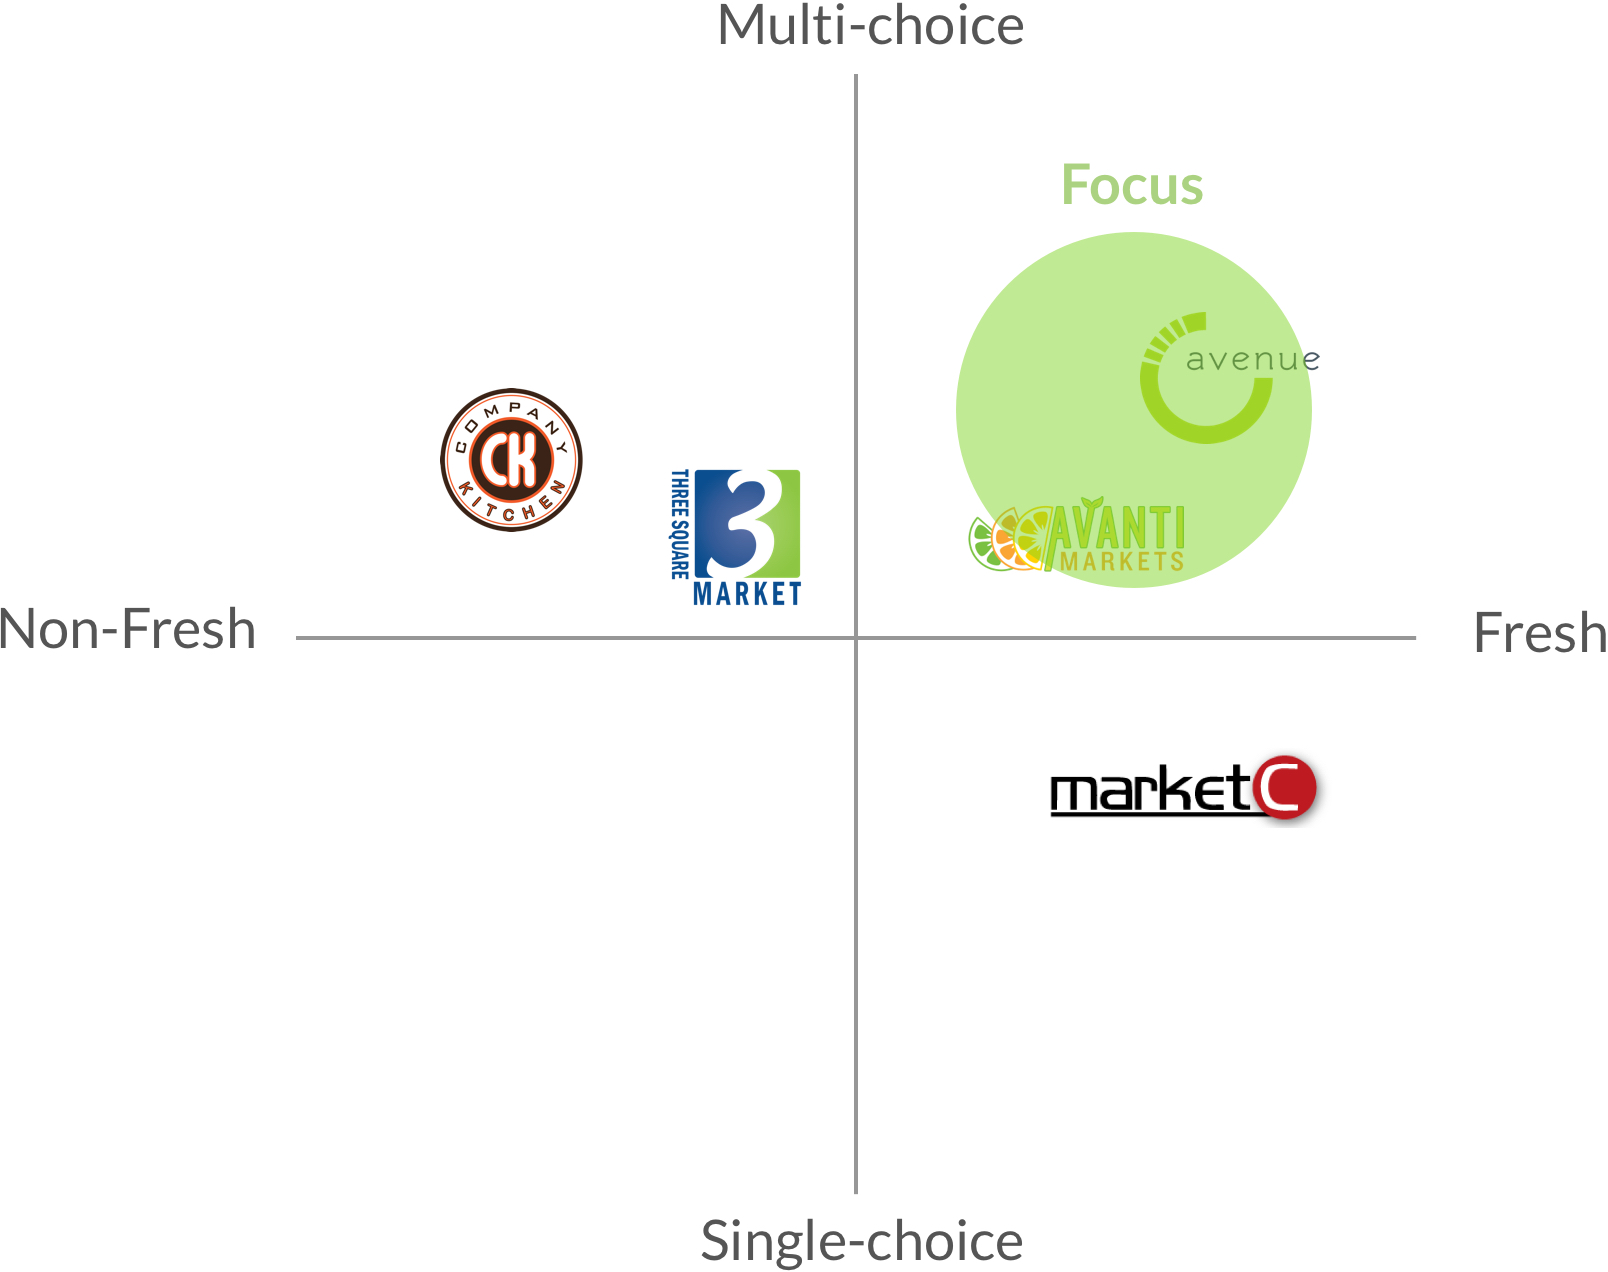 Multi-choice
Focus
avenue
COMPANY
CK
KITCHEN
THREE SQUARE
3
MARKET
AVANTI
MARKETS
Non-Fresh
Fresh
marketC
Single-choice